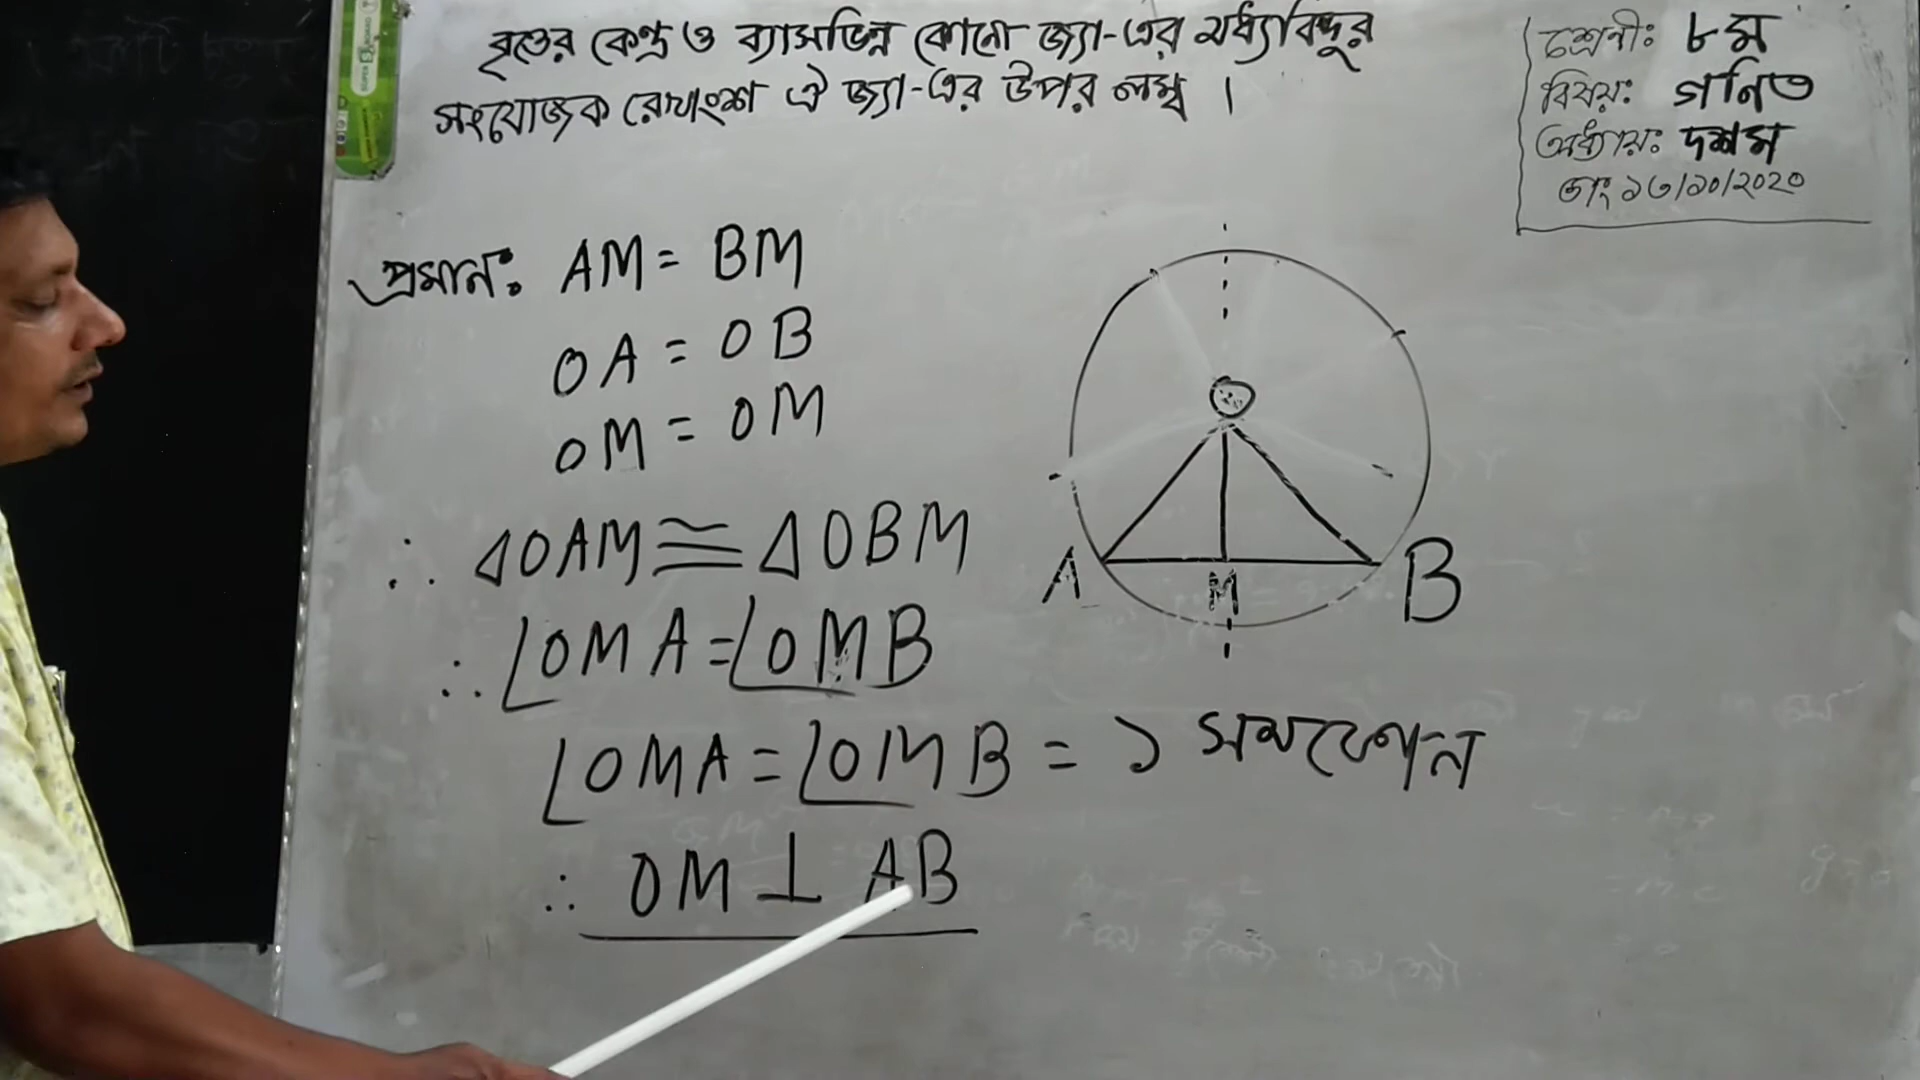 বৃত্তের কেন্দ্র ও ব্যাসভিন্ন কোনো জ্যা-এর মধ্যবিন্দুর
সংযোজক রেখাংশ ঐ জ্যা-এর উপর লম্ব ।
শ্রেনী: ৮ম
বিষয়: গনিত
অধ্যায়: দশম
তাং ১৩/১০/২০২০
প্রমান: AM = BM
OA = OB
OM = OM
∴ ΔOAM ≅ ΔOBM
∴ ∠OMA = ∠OMB
∠OMA = ∠OMB = ১ সমকোন
∴ OM ⊥ AB
O
A
M
B